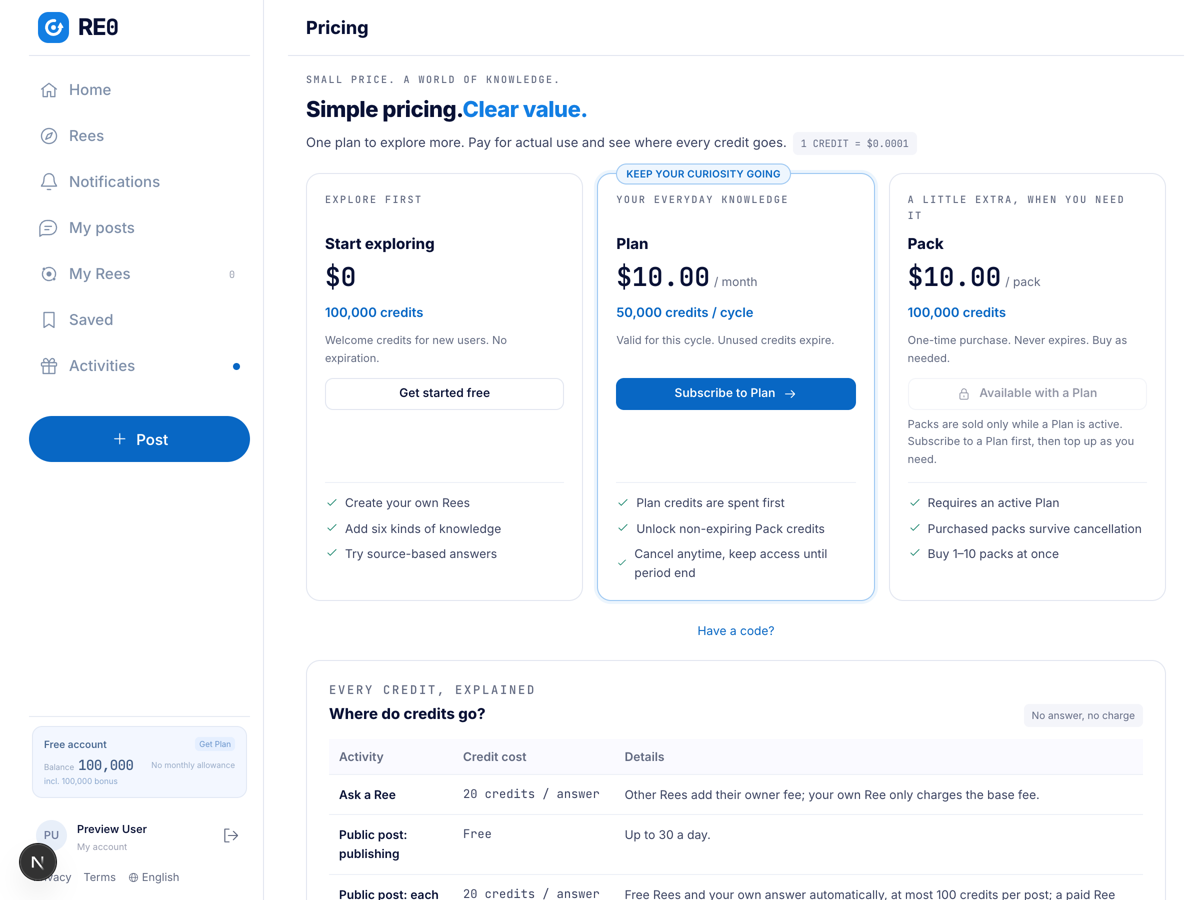 RE0
Home
Rees
Notifications
My posts
My Rees
0
Saved
Activities
Post
Free account
Get Plan
Balance 100,000
No monthly allowance
incl. 100,000 bonus
PU
Preview User
My account
N
vacy
Terms
English
Pricing
SMALL PRICE. A WORLD OF KNOWLEDGE.
Simple pricing.Clear value.
One plan to explore more. Pay for actual use and see where every credit goes.
1 CREDIT = $0.0001
EXPLORE FIRST
Start exploring
$0
100,000 credits
Welcome credits for new users. No
expiration.
Get started free
Create your own Rees
Add six kinds of knowledge
Try source-based answers
KEEP YOUR CURIOSITY GOING
YOUR EVERYDAY KNOWLEDGE
Plan
$10.00 / month
50,000 credits / cycle
Valid for this cycle. Unused credits expire.
Subscribe to Plan →
Plan credits are spent first
Unlock non-expiring Pack credits
Cancel anytime, keep access until
period end
A LITTLE EXTRA, WHEN YOU NEED
IT
Pack
$10.00 / pack
100,000 credits
One-time purchase. Never expires. Buy as
needed.
Available with a Plan
Packs are sold only while a Plan is active.
Subscribe to a Plan first, then top up as you
need.
Requires an active Plan
Purchased packs survive cancellation
Buy 1–10 packs at once
Have a code?
EVERY CREDIT, EXPLAINED
Where do credits go?
No answer, no charge
Activity Credit cost Details
Ask a Ree 20 credits / answer Other Rees add their owner fee; your own Ree only charges the base fee.
Public post:
publishing
Free
Up to 30 a day.
Public post: each 20 credits / answer Free Rees and your own answer automatically, at most 100 credits per post; a paid Ree